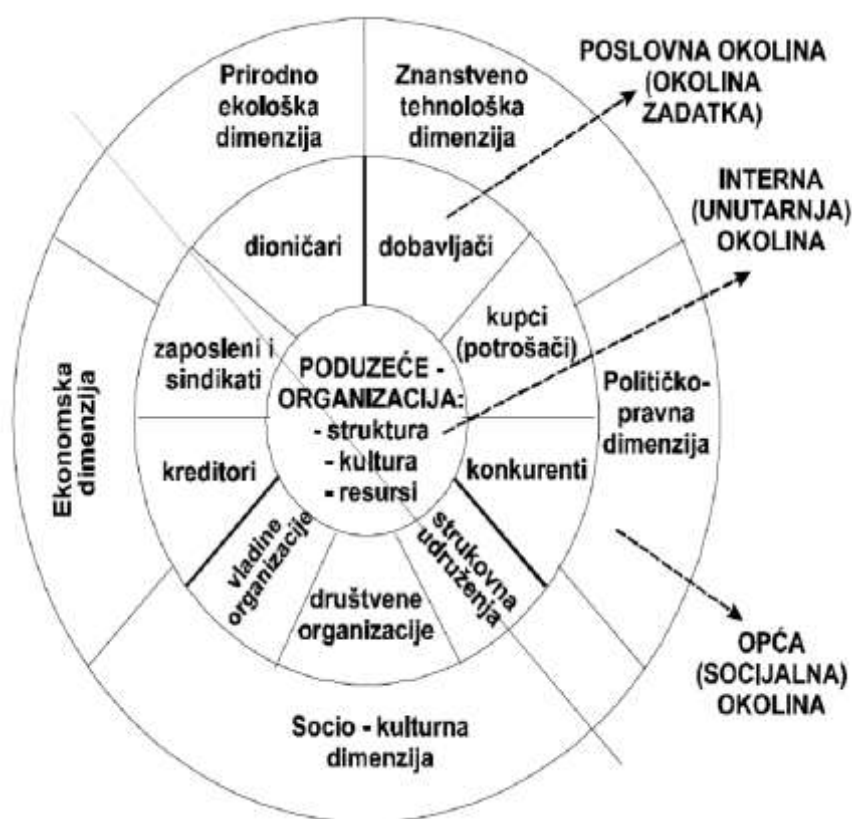 Prirodno
ekološka
dimenzija
Znanstveno
tehnološka
dimenzija
POSLOVNA OKOLINA
(OKOLINA
ZADATKA)
INTERNA
(UNUTARNJA)
OKOLINA
dioničari
dobavljači
kupci
(potrošači)
zaposleni i
sindikati
PODUZEĆE -
ORGANIZACIJA:
- struktura
- kultura
- resursi
Ekonomska
dimenzija
Političko-
pravna
dimenzija
kreditori
konkurenti
vladine
organizacije
društvene
organizacije
strukovna
udruženja
OPĆA
(SOCIJALNA)
OKOLINA
Socio - kulturna
dimenzija